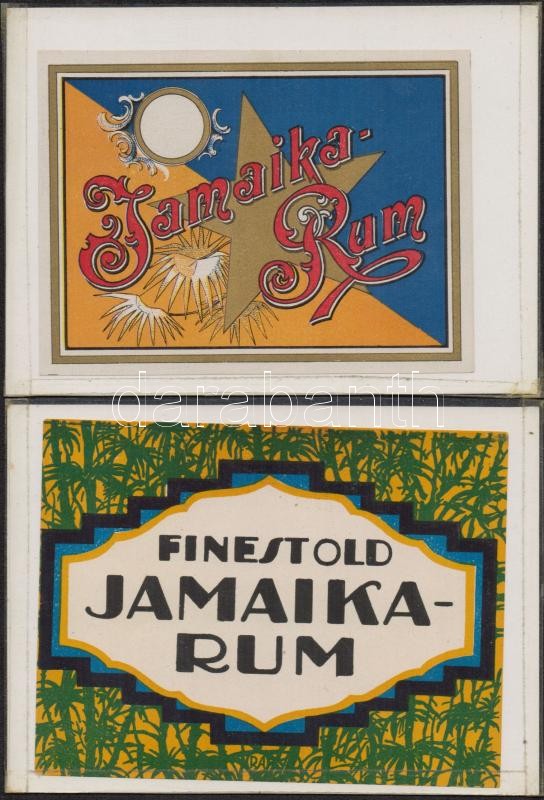 Jamaika-
Rum
darabanth
FINEST OLD
JAMAIKA-
RUM